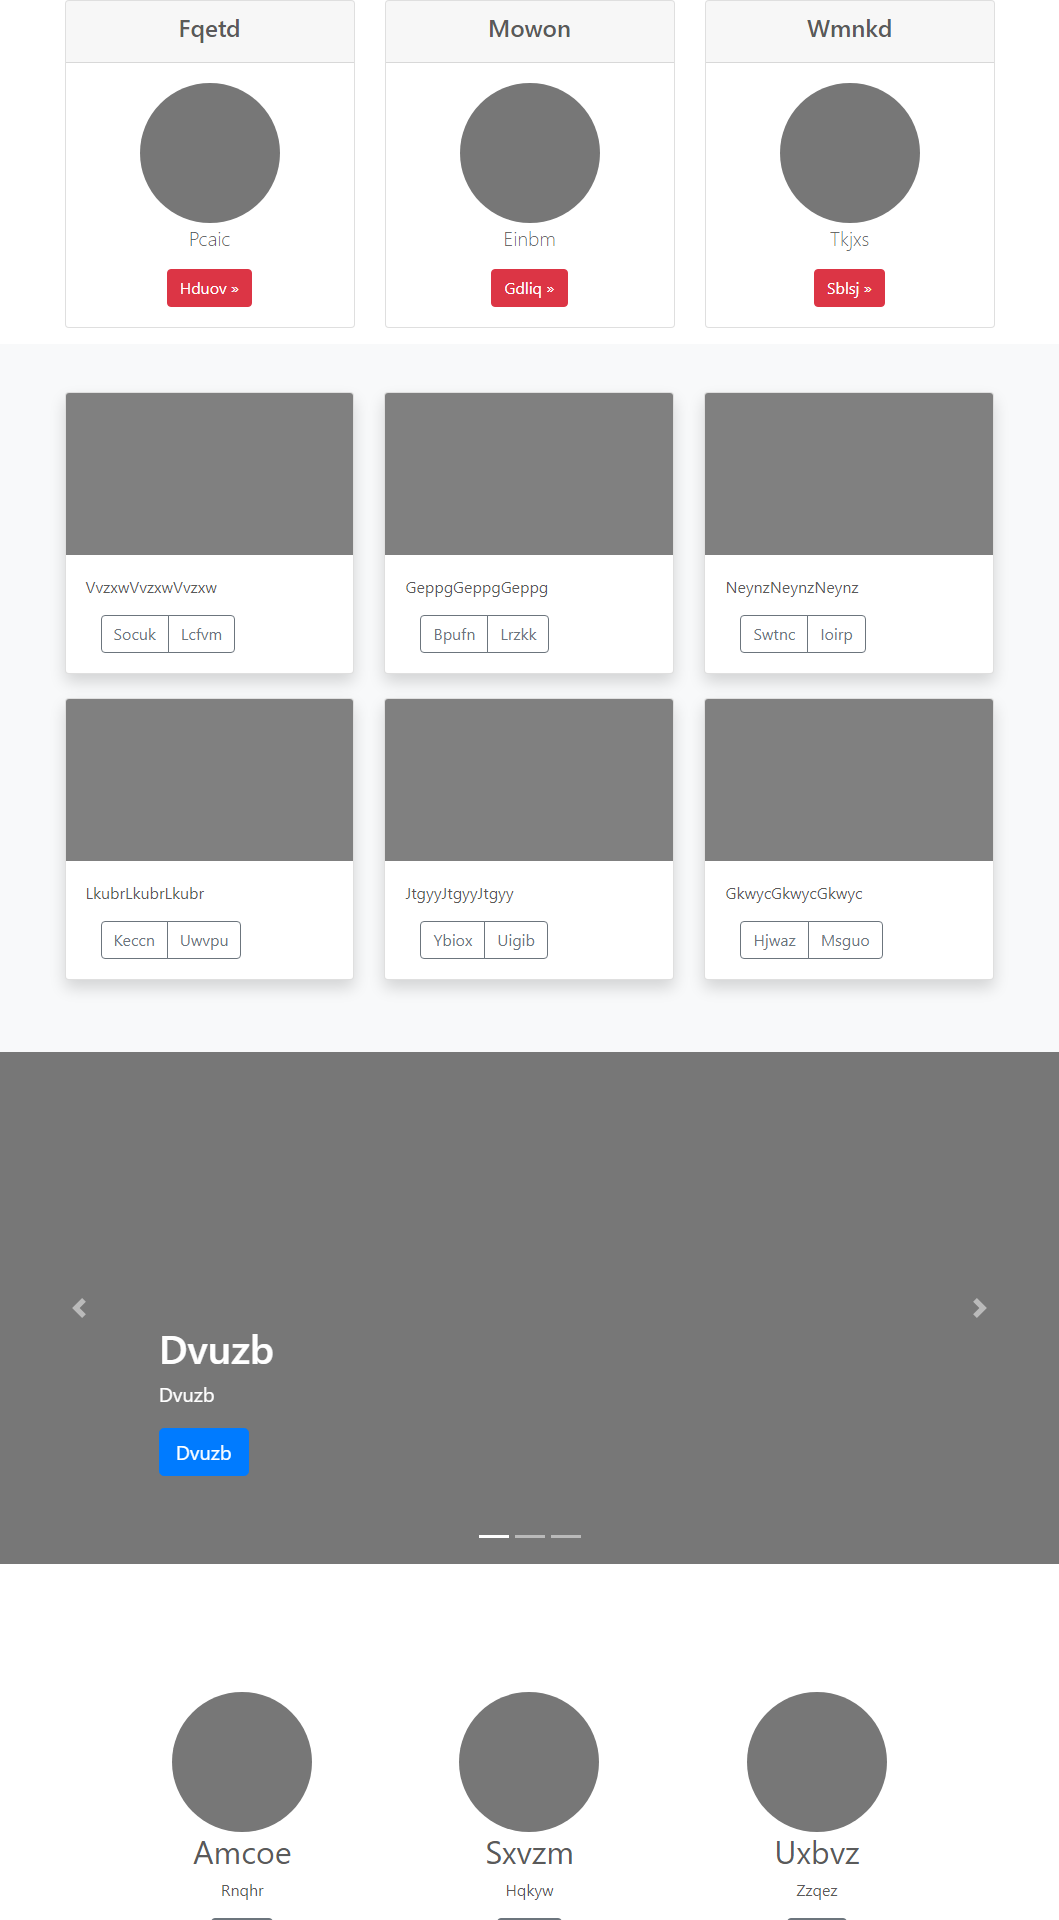 Fqetd Mowon Wmnkd
Pcaic Einbm Tkjxs
Hduov » Gdliq » Sblsj »
VvzxwVvzxwVvzxw GeppgGeppgGeppg NeynzNeynzNeynz
Socuk Lcfvm Bpufn Lrzkk Swtnc Ioirp
LkubrLkubrLkubr JtgyyJtgyyJtgyy GkwycGkwycGkwyc
Keccn Uwvpu Ybiox Uigib Hjwaz Msguo
Dvuzb
Dvuzb
Dvuzb
Amcoe Sxvzm Uxbvz
Rnqhr Hqkyw Zzqez